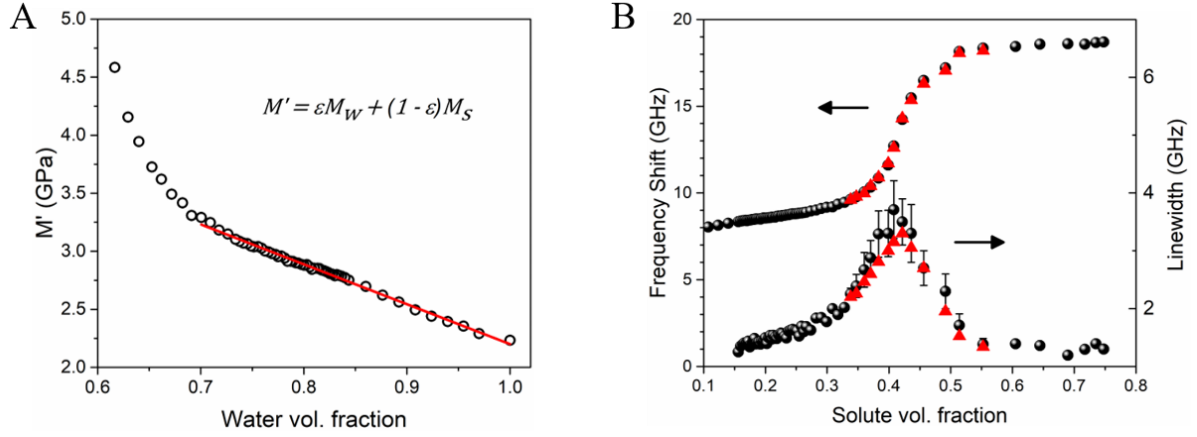 A
5.0
4.5
4.0
3.5
3.0
2.5
2.0
M' (GPa)
M' = εM_W + (1 - ε)M_S
0.6 0.7 0.8 0.9 1.0
Water vol. fraction
B
20
15
10
5
0
Frequency Shift (GHz)
6
4
2
Linewidth (GHz)
0.1 0.2 0.3 0.4 0.5 0.6 0.7 0.8
Solute vol. fraction